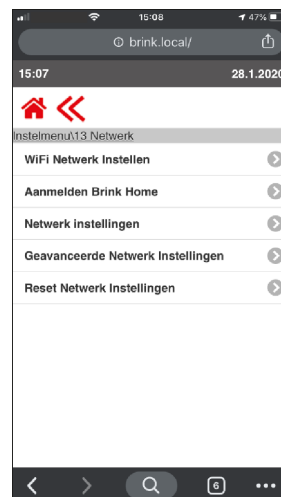 15:08
47%
brink.local/
15:07 28.1.2020
Instelmenu\13 Netwerk
WiFi Netwerk Instellen
Aanmelden Brink Home
Netwerk instellingen
Geavanceerde Netwerk Instellingen
Reset Netwerk Instellingen
6